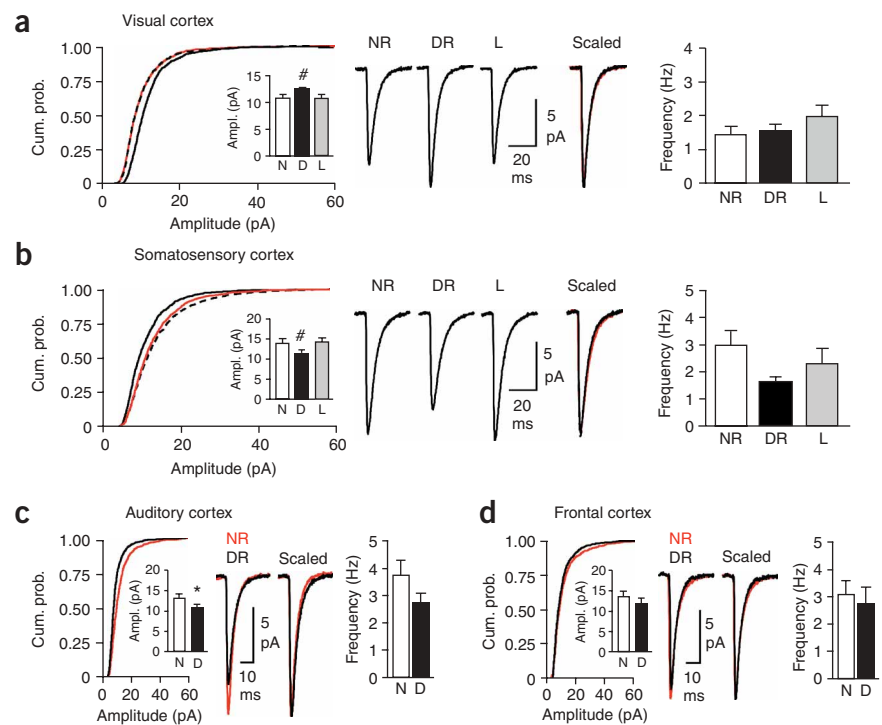 a
Visual cortex
Cum. prob.
1.00
0.75
0.50
0.25
0
0
20
40
60
Amplitude (pA)
Ampl. (pA)
15
10
5
0
#
N D L
NR DR L Scaled
5
pA
20
ms
Frequency (Hz)
4
3
2
1
0
NR DR L
b
Somatosensory cortex
Cum. prob.
1.00
0.75
0.50
0.25
0
0
20
40
60
Amplitude (pA)
Ampl. (pA)
20
15
10
5
0
#
N D L
NR DR L Scaled
5
pA
20
ms
Frequency (Hz)
5
4
3
2
1
0
NR DR L
c
Auditory cortex
Cum. prob.
1.00
0.75
0.50
0.25
0
0 20 40 60
Amplitude (pA)
Ampl. (pA)
20
15
10
5
0
*
N D
NR
DR
Scaled
5
pA
10
ms
Frequency (Hz)
5
4
3
2
1
0
N D
d
Frontal cortex
Cum. prob.
1.00
0.75
0.50
0.25
0
0 20 40 60
Amplitude (pA)
Ampl. (pA)
20
15
10
5
0
N D
NR
DR
Scaled
5
pA
10
ms
Frequency (Hz)
5
4
3
2
1
0
N D